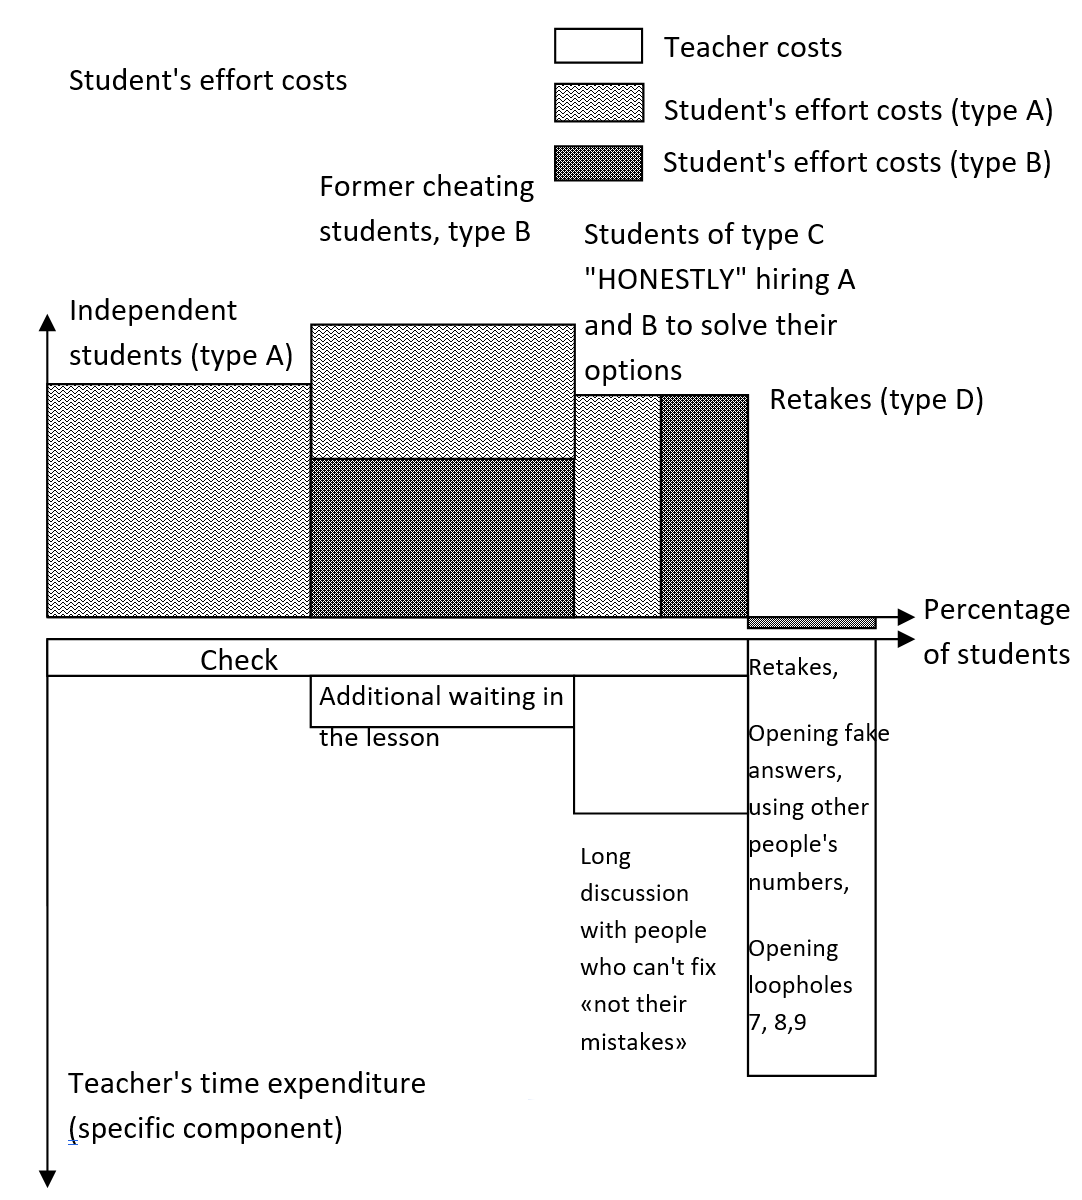 Teacher costs
Student's effort costs
Student's effort costs (type A)
Student's effort costs (type B)
Former cheating
students, type B
Students of type C
"HONESTLY" hiring A
and B to solve their
options
Independent
students (type A)
Retakes (type D)
Percentage
of students
Check
Additional waiting in
the lesson
Retakes,
Opening fake
answers,
using other
people's
numbers,
Opening
loopholes
7, 8,9
Long
discussion
with people
who can't fix
«not their
mistakes»
Teacher's time expenditure
(specific component)